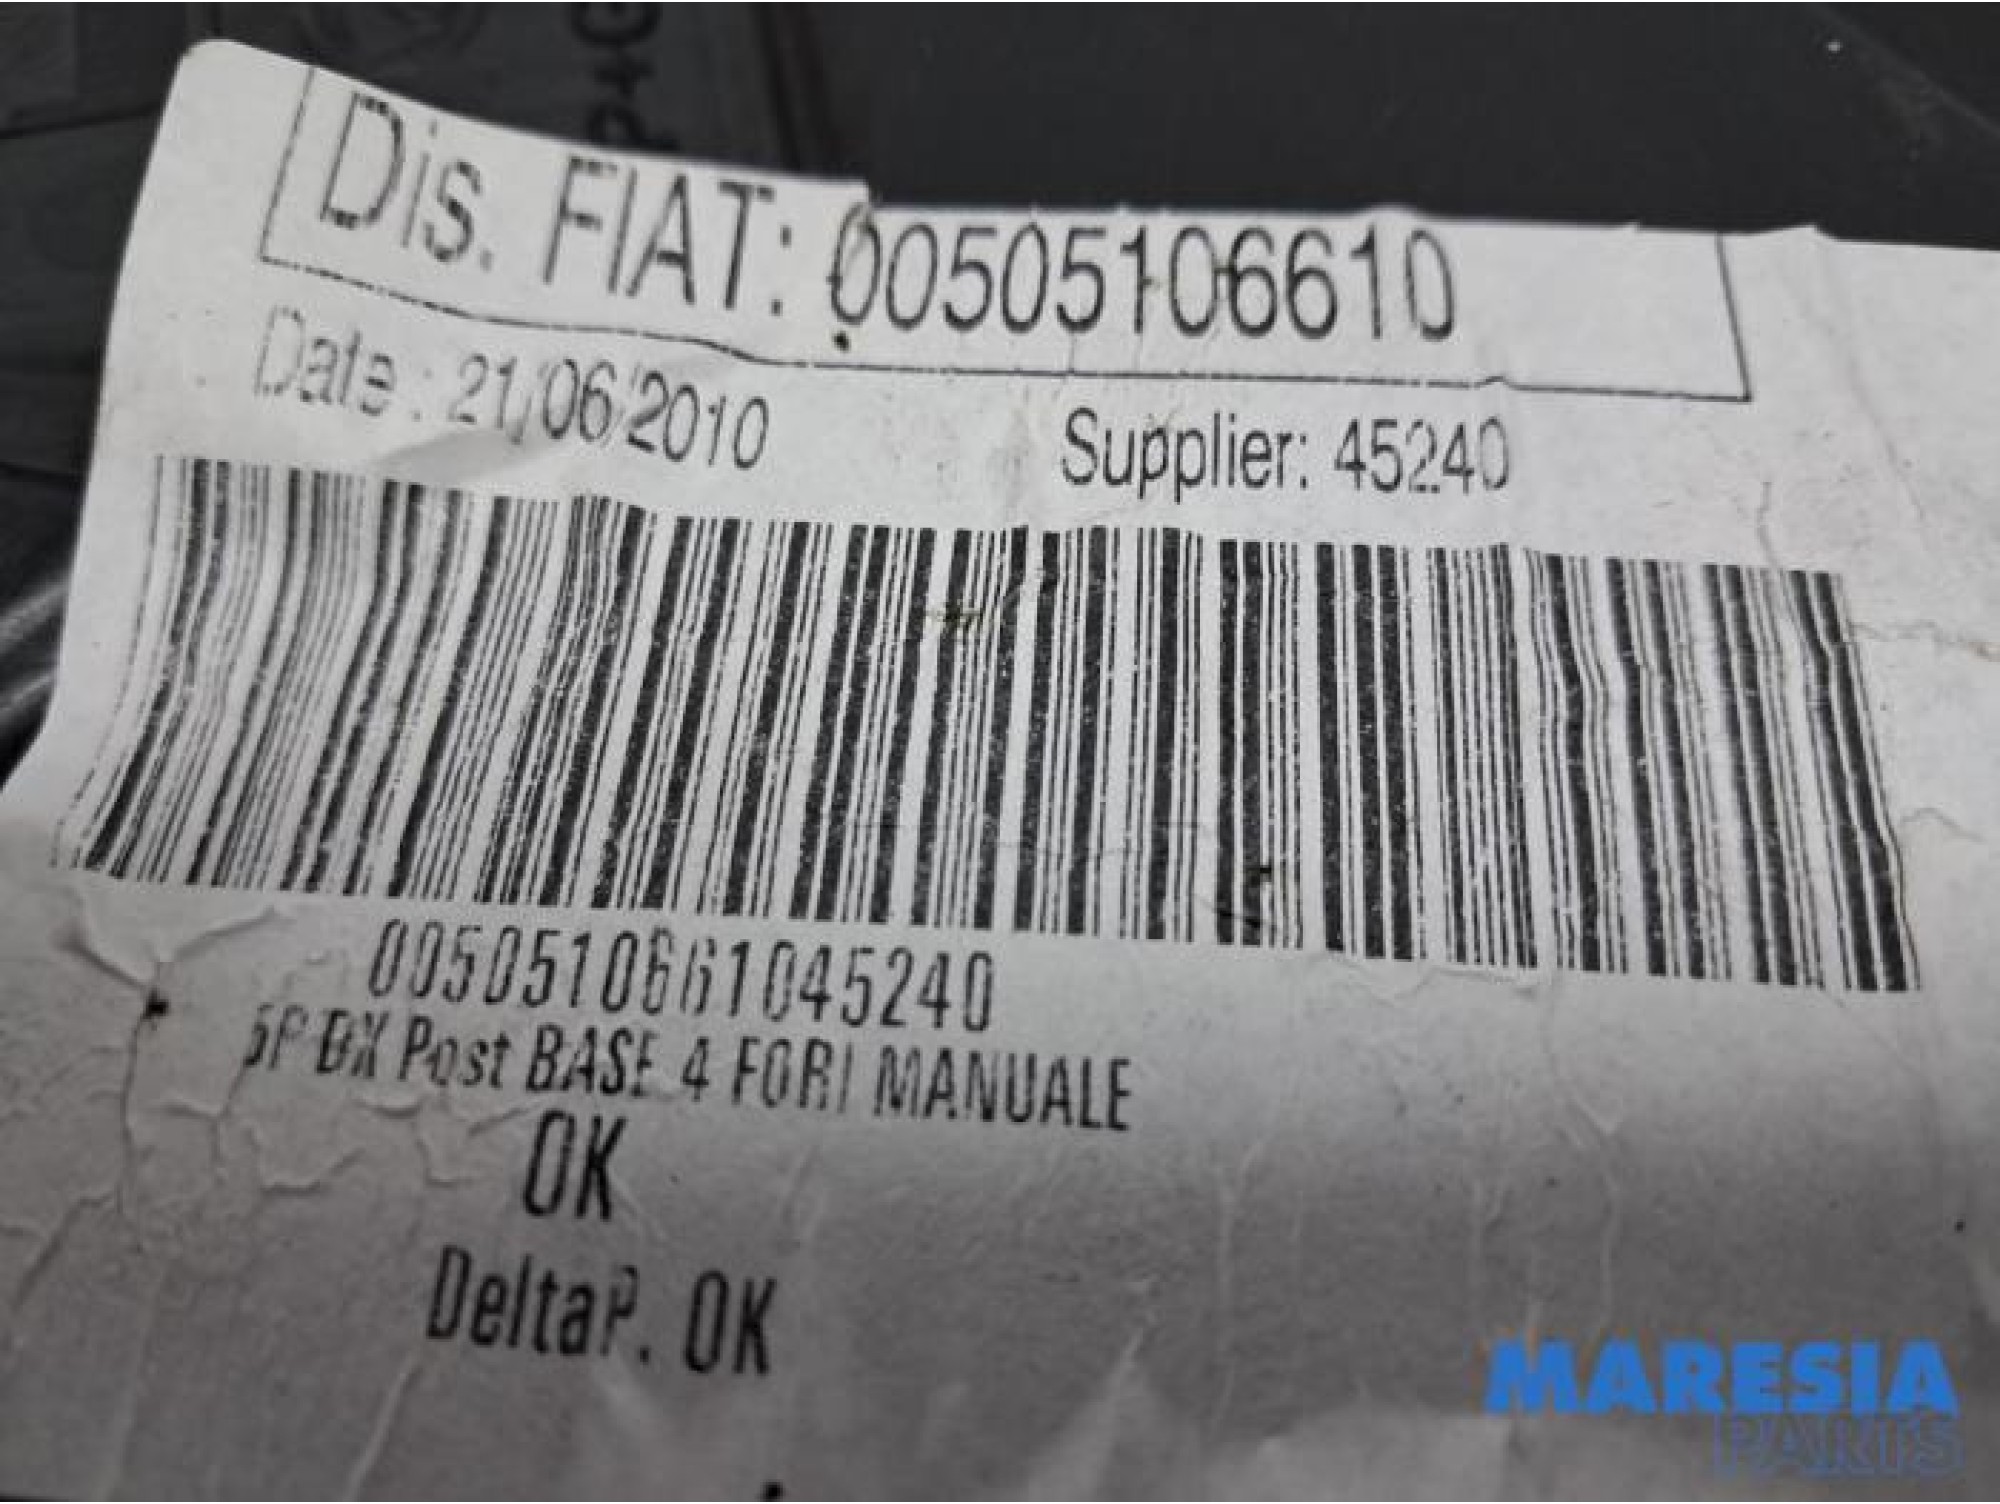 P+G
Dis. FIAT: 00505106610
Date : 21/06/2010
Supplier: 45240
0050510661045240
5P DX Post BASE 4 FORI MANUALE
OK
DeltaP. OK
MARESIA
PARTS